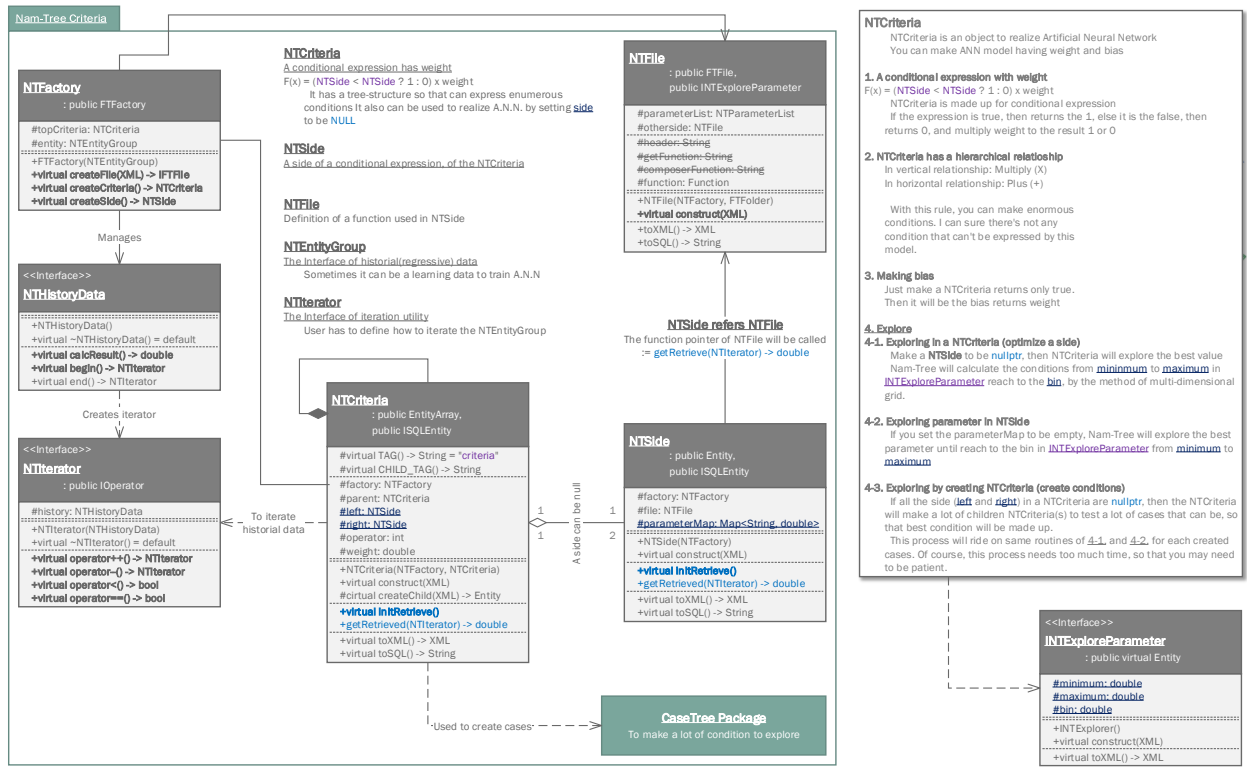 Nam-Tree Criteria
NTFactory
: public FTFactory
#topCriteria: NTCriteria
#entity: NTEntityGroup
+FTFactory(NTEntityGroup)
+virtual createFile(XML) -> IFTFile
+virtual createCriteria() -> NTCriteria
+virtual createSide() -> NTSide
Manages
<<Interface>>
NTHistoryData
+NTHistoryData()
+virtual ~NTHistoryData() = default
+virtual calcResult() -> double
+virtual begin() -> NTIterator
+virtual end() -> NTIterator
Creates iterator
<<Interface>>
NTIterator
: public IOperator
#history: NTHistoryData
+NTIterator(NTHistoryData)
+virtual ~NTIterator() = default
+virtual operator++() -> NTIterator
+virtual operator--() -> NTIterator
+virtual operator<() -> bool
+virtual operator==() -> bool
To iterate
historial data
NTCriteria
A conditional expression has weight
F(x) = (NTSide < NTSide ? 1 : 0) x weight
It has a tree-structure so that can express enumerous
conditions It also can be used to realize A.N.N. by setting side
to be NULL
NTSide
A side of a conditional expression, of the NTCriteria
NTFile
Definition of a function used in NTSide
NTEntityGroup
The Interface of historial(regressive) data
Sometimes it can be a learning data to train A.N.N
NTIterator
The Interface of iteration utility
User has to define how to iterate the NTEntityGroup
NTCriteria
: public EntityArray,
public ISQLEntity
#virtual TAG() -> String = "criteria"
#virtual CHILD_TAG() -> String
#factory: NTFactory
#parent: NTCriteria
#left: NTSide
#right: NTSide
#operator: int
#weight: double
+NTCriteria(NTFactory, NTCriteria)
+virtual construct(XML)
#cirtual createChild(XML) -> Entity
+virtual initRetrieve()
+getRetrieved(NTIterator) -> double
+virtual toXML() -> XML
+virtual toSQL() -> String
1
1
A side can be null
1
2
Used to create cases
CaseTree Package
To make a lot of condition to explore
NTFile
: public FTFile,
public INTExploreParameter
#parameterList: NTParameterList
#otherside: NTFile
#header: String
#getFunction: String
#composerFunction: String
#function: Function
+NTFile(NTFactory, FTFolder)
+virtual construct(XML)
+toXML() -> XML
+toSQL() -> String
NTSide refers NTFile
The function pointer of NTFile will be called
:= getRetrieve(NTIterator) -> double
NTSide
: public Entity,
public ISQLEntity
#factory: NTFactory
#file: NTFile
#parameterMap: Map<String, double>
+NTSide(NTFactory)
+virtual construct(XML)
+virtual initRetrieve()
+getRetrieved(NTIterator) -> double
+virtual toXML() -> XML
+virtual toSQL() -> String
NTCriteria
NTCriteria is an object to realize Artificial Neural Network
You can make ANN model having weight and bias
1. A conditional expression with weight
F(x) = (NTSide < NTSide ? 1 : 0) x weight
NTCriteria is made up for conditional expression
If the expression is true, then returns the 1, else it is the false, then
returns 0, and multiply weight to the result 1 or 0
2. NTCriteria has a hierarchical relatioship
In vertical relationship: Multiply (X)
In horizontal relationship: Plus (+)
With this rule, you can make enormous
conditions. I can sure there's not any
condition that can't be expressed by this
model.
3. Making bias
Just make a NTCriteria returns only true.
Then it will be the bias returns weight
4. Explore
4-1. Exploring in a NTCriteria (optimize a side)
Make a NTSide to be nullptr, then NTCriteria will explore the best value
Nam-Tree will calculate the conditions from mininmum to maximum in
INTExploreParameter reach to the bin, by the method of multi-dimensional
grid.
4-2. Exploring parameter in NTSide
If you set the parameterMap to be empty, Nam-Tree will explore the best
parameter until reach to the bin in INTExploreParameter from minimum to
maximum
4-3. Exploring by creating NTCriteria (create conditions)
If all the side (left and right) in a NTCriteria are nullptr, then the NTCriteria
will make a lot of children NTCriteria(s) to test a lot of cases that can be, so
that best condition will be made up.
This process will ride on same routines of 4-1, and 4-2, for each created
cases. Of course, this process needs too much time, so that you may need
to be patient.
<<Interface>>
INTExploreParameter
: public virtual Entity
#minimum: double
#maximum: double
#bin: double
+INTExplorer()
+virtual construct(XML)
+virtual toXML() -> XML